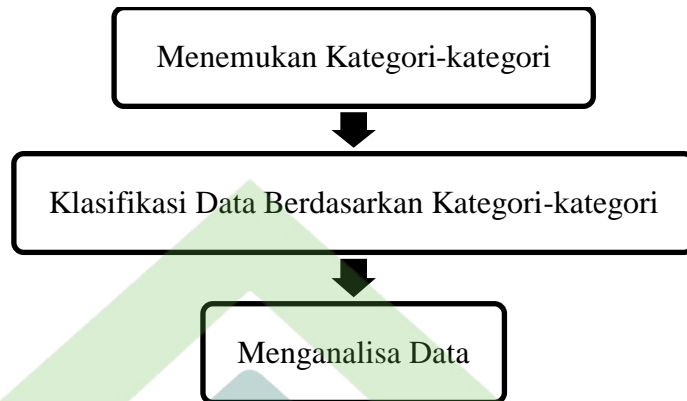 Menemukan Kategori-kategori
Klasifikasi Data Berdasarkan Kategori-kategori
Menganalisa Data